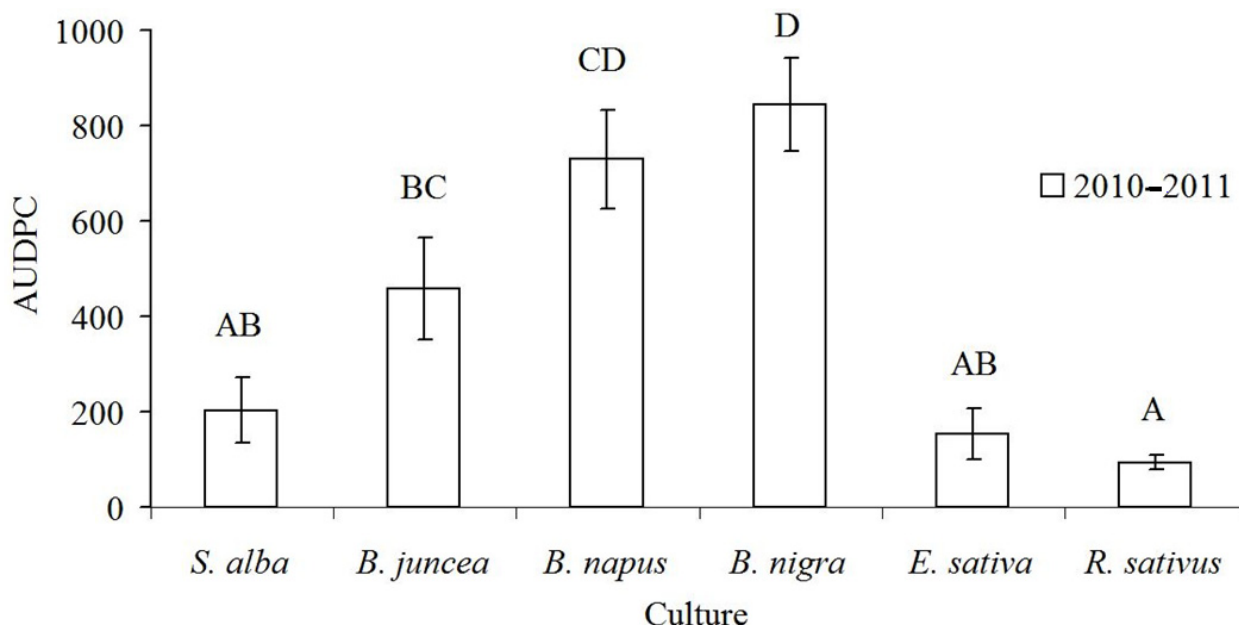 1000
800
600
400
200
0
AUDPC
AB
BC
CD
D
AB
A
2010–2011
S. alba B. juncea B. napus B. nigra E. sativa R. sativus
Culture